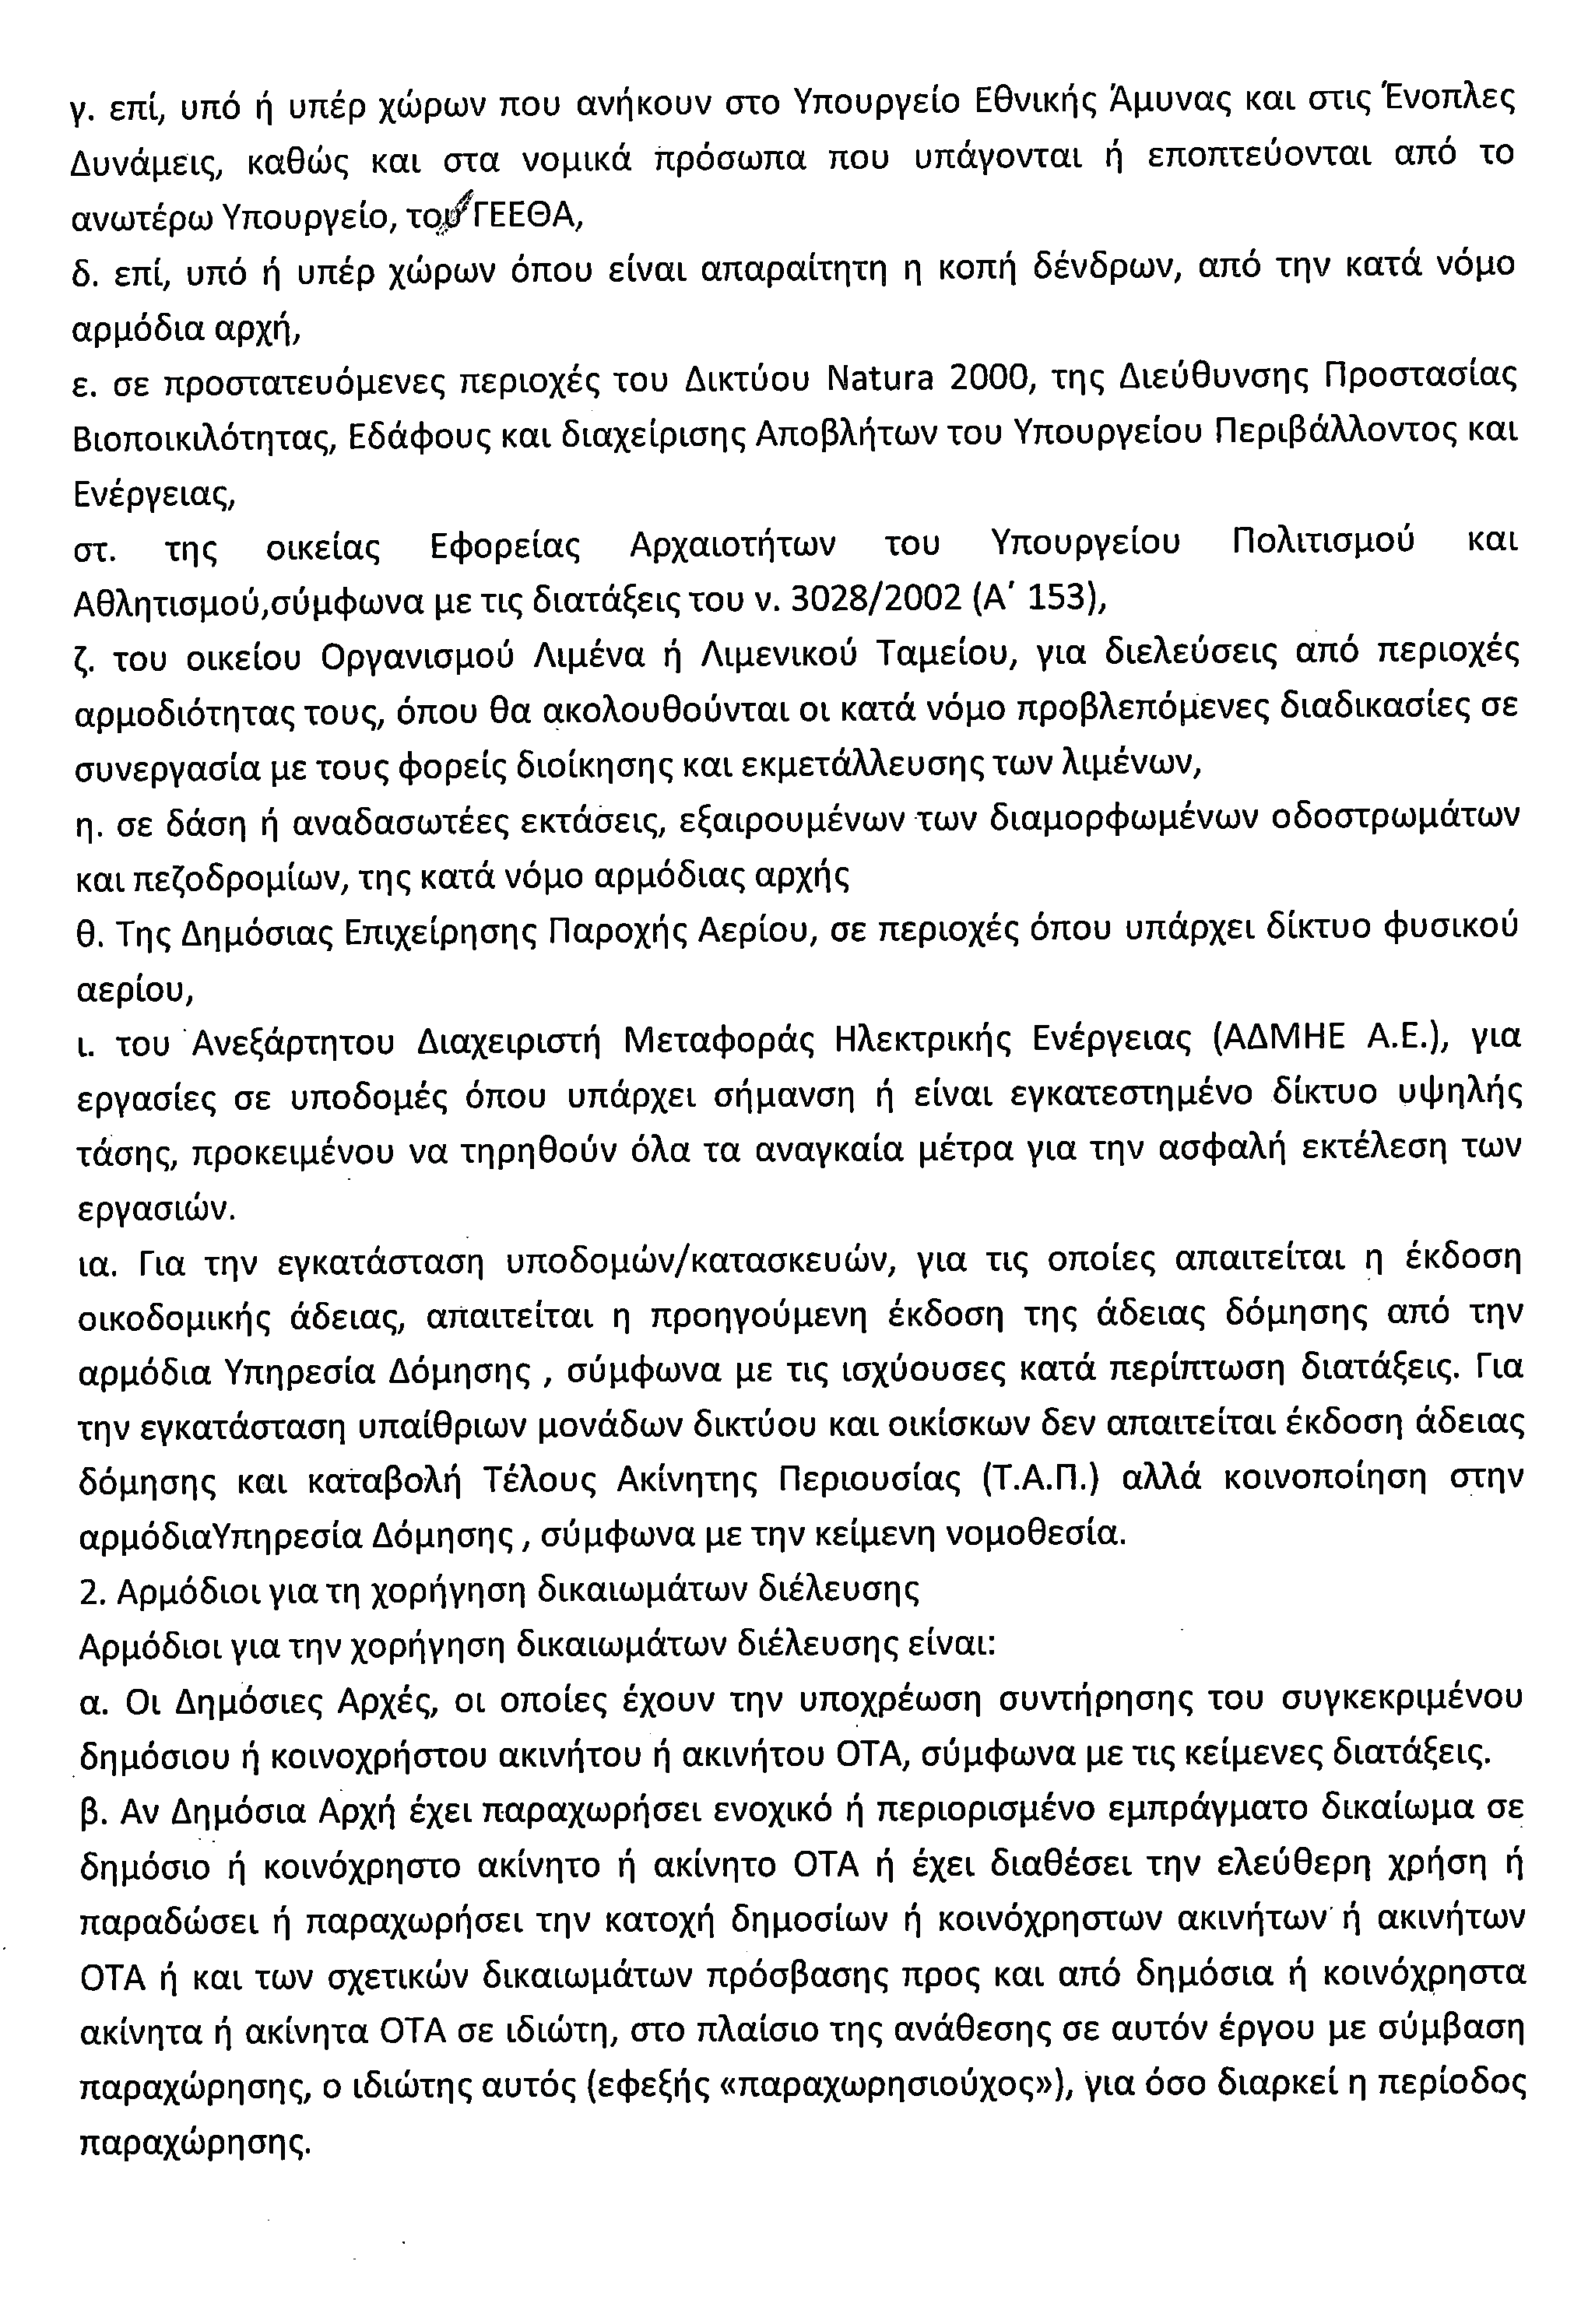 γ. επί, υπό ή υπέρ χώρων που ανήκουν στο Υπουργείο Εθνικής Άμυνας και στις Ένοπλες
Δυνάμεις, καθώς και στα νομικά πρόσωπα που υπάγονται ή εποπτεύονται από το
ανωτέρω Υπουργείο, του ΓΕΕΘΑ,
δ. επί, υπό ή υπέρ χώρων όπου είναι απαραίτητη η κοπή δένδρων, από την κατά νόμο
αρμόδια αρχή,
ε. σε προστατευόμενες περιοχές του Δικτύου Natura 2000, της Διεύθυνσης Προστασίας
Βιοποικιλότητας, Εδάφους και διαχείρισης Αποβλήτων του Υπουργείου Περιβάλλοντος και
Ενέργειας,
στ. της οικείας Εφορείας Αρχαιοτήτων του Υπουργείου Πολιτισμού και
Αθλητισμού,σύμφωνα με τις διατάξεις του ν. 3028/2002 (Α' 153),
ζ. του οικείου Οργανισμού Λιμένα ή Λιμενικού Ταμείου, για διελεύσεις από περιοχές
αρμοδιότητας τους, όπου θα ακολουθούνται οι κατά νόμο προβλεπόμενες διαδικασίες σε
συνεργασία με τους φορείς διοίκησης και εκμετάλλευσης των λιμένων,
η. σε δάση ή αναδασωτέες εκτάσεις, εξαιρουμένων των διαμορφωμένων οδοστρωμάτων
και πεζοδρομίων, της κατά νόμο αρμόδιας αρχής
θ. Της Δημόσιας Επιχείρησης Παροχής Αερίου, σε περιοχές όπου υπάρχει δίκτυο φυσικού
αερίου,
ι. του Ανεξάρτητου Διαχειριστή Μεταφοράς Ηλεκτρικής Ενέργειας (ΑΔΜΗΕ Α.Ε.), για
εργασίες σε υποδομές όπου υπάρχει σήμανση ή είναι εγκατεστημένο δίκτυο υψηλής
τάσης, προκειμένου να τηρηθούν όλα τα αναγκαία μέτρα για την ασφαλή εκτέλεση των
εργασιών.
ια. Για την εγκατάσταση υποδομών/κατασκευών, για τις οποίες απαιτείται η έκδοση
οικοδομικής άδειας, απαιτείται η προηγούμενη έκδοση της άδειας δόμησης από την
αρμόδια Υπηρεσία Δόμησης , σύμφωνα με τις ισχύουσες κατά περίπτωση διατάξεις. Για
την εγκατάσταση υπαίθριων μονάδων δικτύου και οικίσκων δεν απαιτείται έκδοση άδειας
δόμησης και καταβολή Τέλους Ακίνητης Περιουσίας (Τ.Α.Π.) αλλά κοινοποίηση στην
αρμόδιαΥπηρεσία Δόμησης , σύμφωνα με την κείμενη νομοθεσία.
2. Αρμόδιοι για τη χορήγηση δικαιωμάτων διέλευσης
Αρμόδιοι για την χορήγηση δικαιωμάτων διέλευσης είναι:
α. Οι Δημόσιες Αρχές, οι οποίες έχουν την υποχρέωση συντήρησης του συγκεκριμένου
δημόσιου ή κοινοχρήστου ακινήτου ή ακινήτου ΟΤΑ, σύμφωνα με τις κείμενες διατάξεις.
β. Αν Δημόσια Αρχή έχει παραχωρήσει ενοχικό ή περιορισμένο εμπράγματο δικαίωμα σε
δημόσιο ή κοινόχρηστο ακίνητο ή ακίνητο ΟΤΑ ή έχει διαθέσει την ελεύθερη χρήση ή
παραδώσει ή παραχωρήσει την κατοχή δημοσίων ή κοινόχρηστων ακινήτων ή ακινήτων
ΟΤΑ ή και των σχετικών δικαιωμάτων πρόσβασης προς και από δημόσια ή κοινόχρηστα
ακίνητα ή ακίνητα ΟΤΑ σε ιδιώτη, στο πλαίσιο της ανάθεσης σε αυτόν έργου με σύμβαση
παραχώρησης, ο ιδιώτης αυτός (εφεξής «παραχωρησιούχος»), για όσο διαρκεί η περίοδος
παραχώρησης.